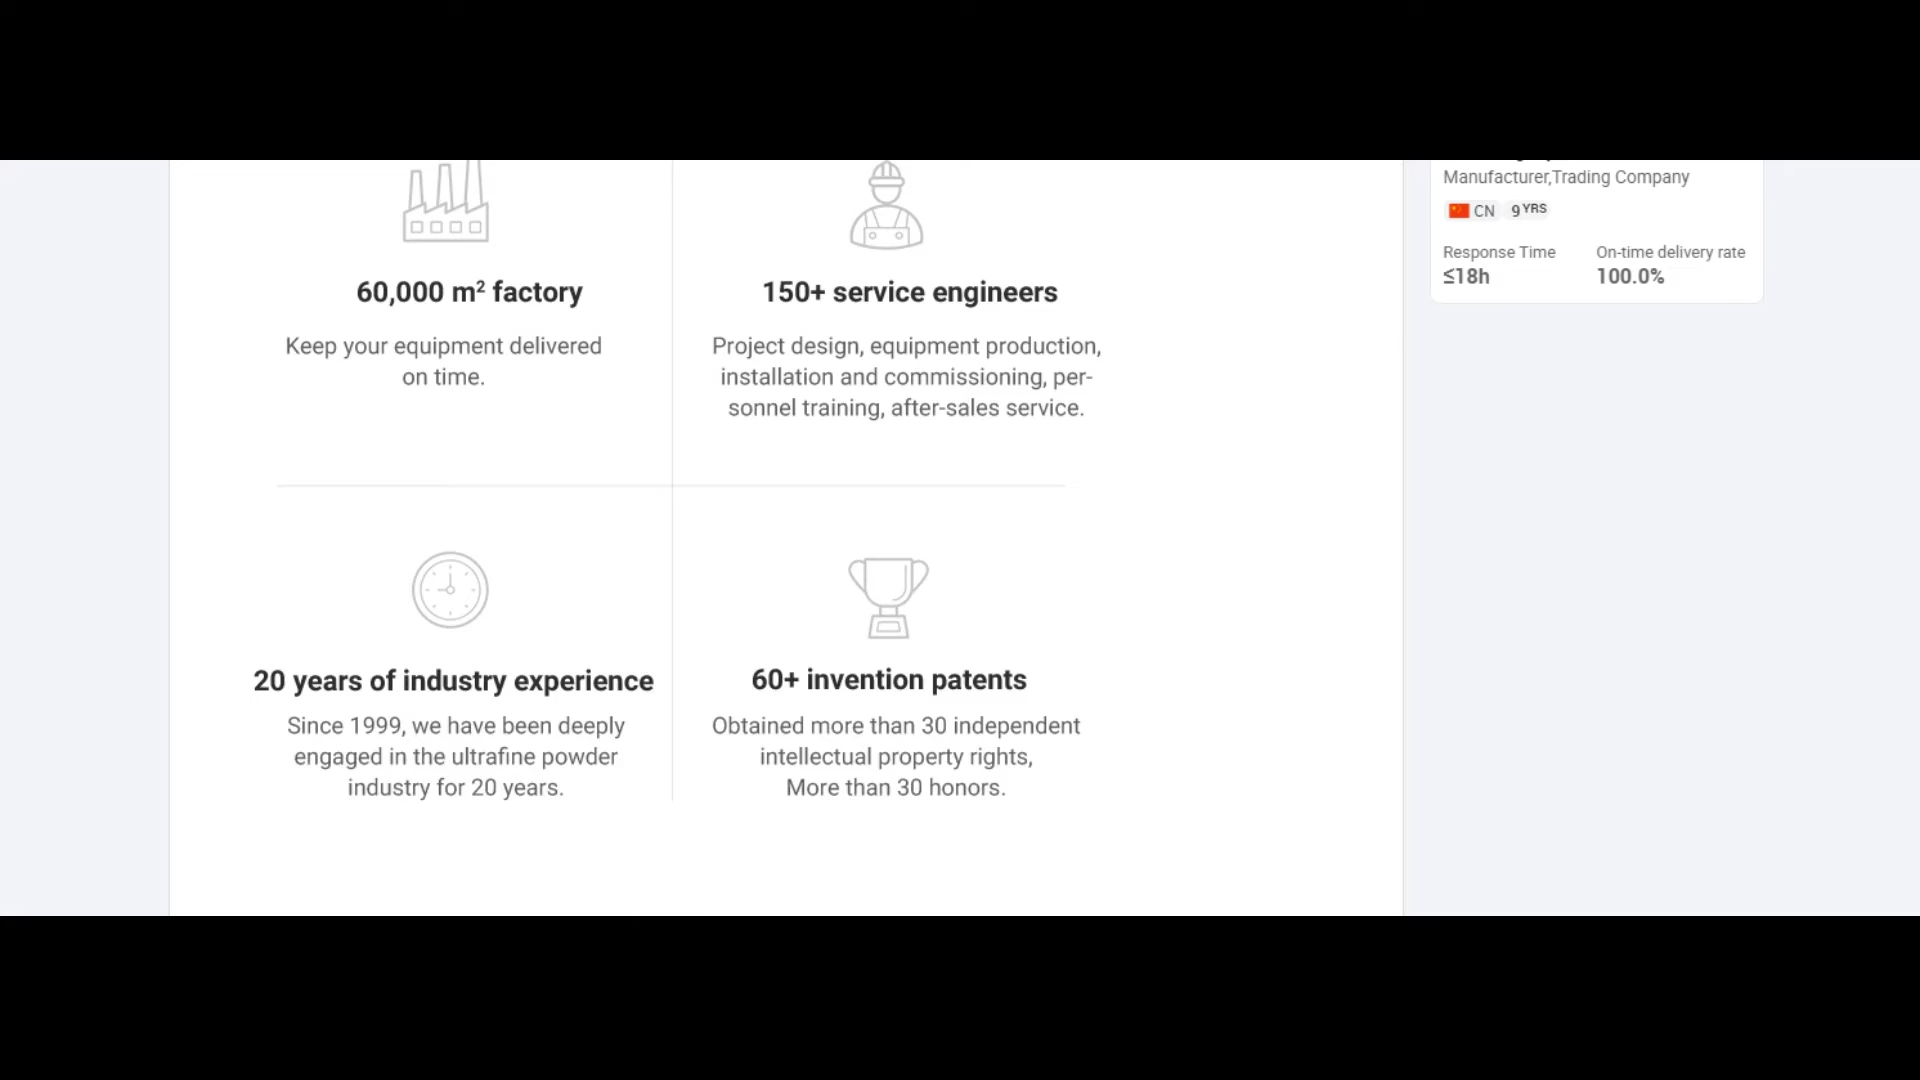 60,000 m² factory
Keep your equipment delivered
on time.
150+ service engineers
Project design, equipment production,
installation and commissioning, per-
sonnel training, after-sales service.
20 years of industry experience
Since 1999, we have been deeply
engaged in the ultrafine powder
industry for 20 years.
60+ invention patents
Obtained more than 30 independent
intellectual property rights,
More than 30 honors.
Manufacturer,Trading Company
CN 9 YRS
Response Time
≤18h
On-time delivery rate
100.0%